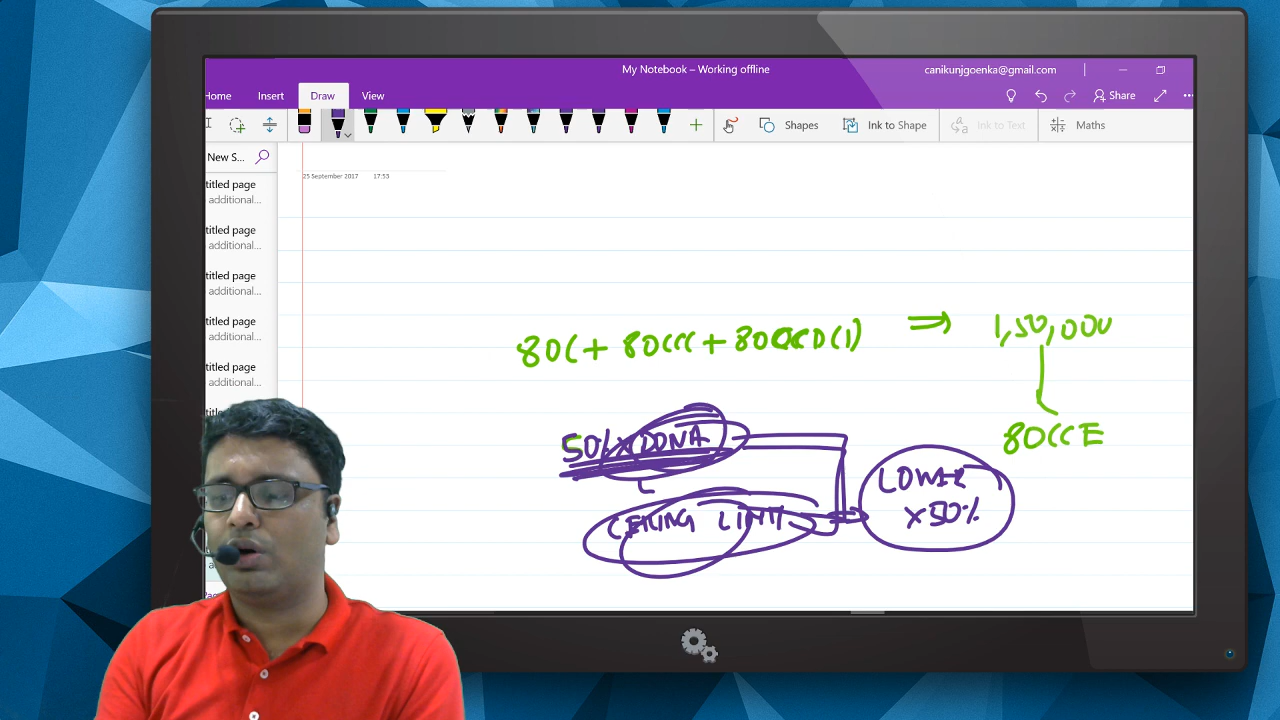 My Notebook – Working offline
canikunjgoenka@gmail.com
Home Insert Draw View
Share
Shapes Ink to Shape Ink to Text Maths
New S...
25 September 2017 17:53
titled page
additional...
titled page
additional...
titled page
additional...
titled page
additional...
titled page
additional...
80C + 80CCC + 80CCD(1) ⇒ 1,50,000
80CCE
50% x DONA
CEILING LIMIT
LOWER
x50%